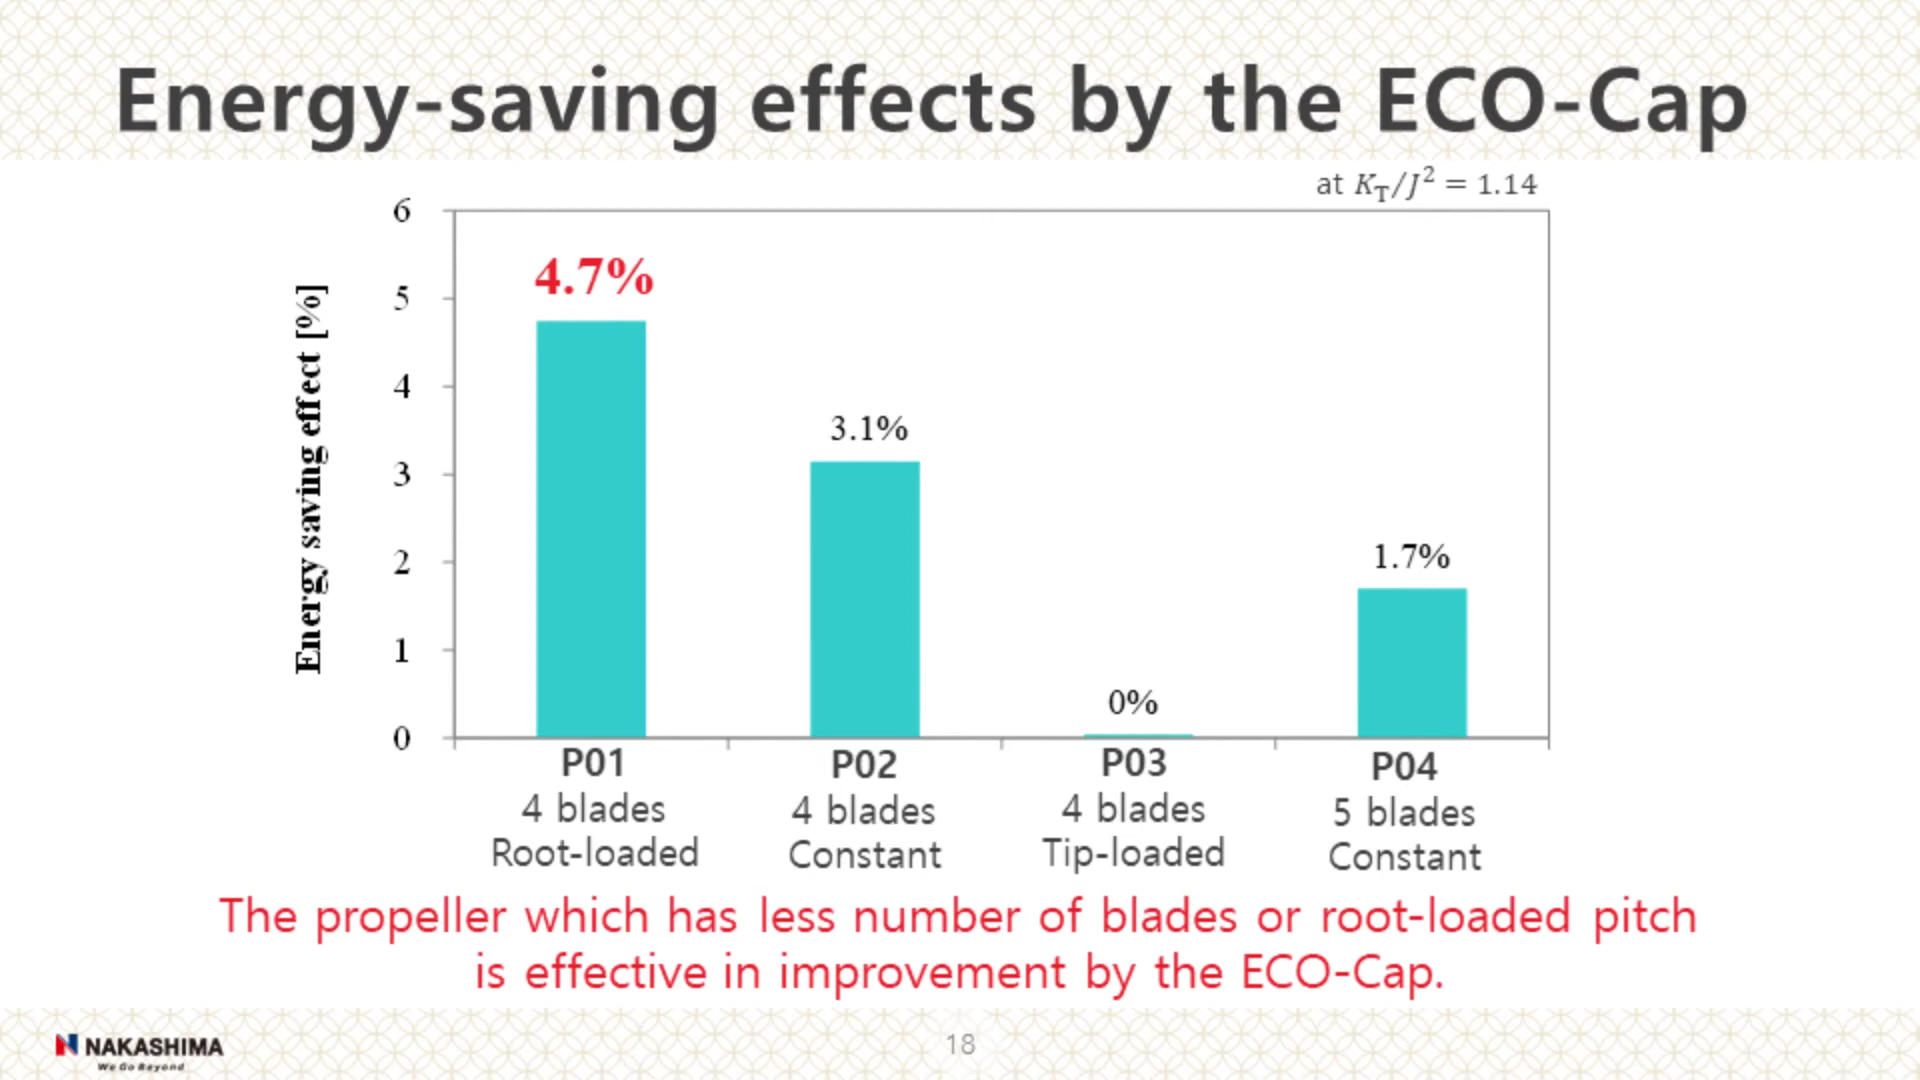 Energy-saving effects by the ECO-Cap
at K_T/J² = 1.14
Energy saving effect [%]
6
5
4
3
2
1
0
4.7%
3.1%
0%
1.7%
P01
4 blades
Root-loaded
P02
4 blades
Constant
P03
4 blades
Tip-loaded
P04
5 blades
Constant
The propeller which has less number of blades or root-loaded pitch
is effective in improvement by the ECO-Cap.
NAKASHIMA
We Go Beyond
18